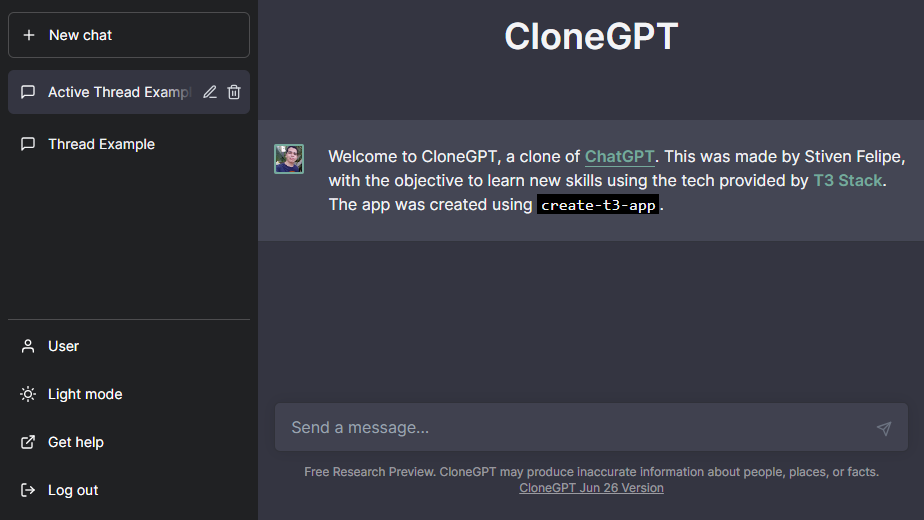 New chat
Active Thread Exampl
Thread Example
User
Light mode
Get help
Log out
CloneGPT
Welcome to CloneGPT, a clone of ChatGPT. This was made by Stiven Felipe,
with the objective to learn new skills using the tech provided by T3 Stack.
The app was created using create-t3-app.
Send a message...
Free Research Preview. CloneGPT may produce inaccurate information about people, places, or facts.
CloneGPT Jun 26 Version